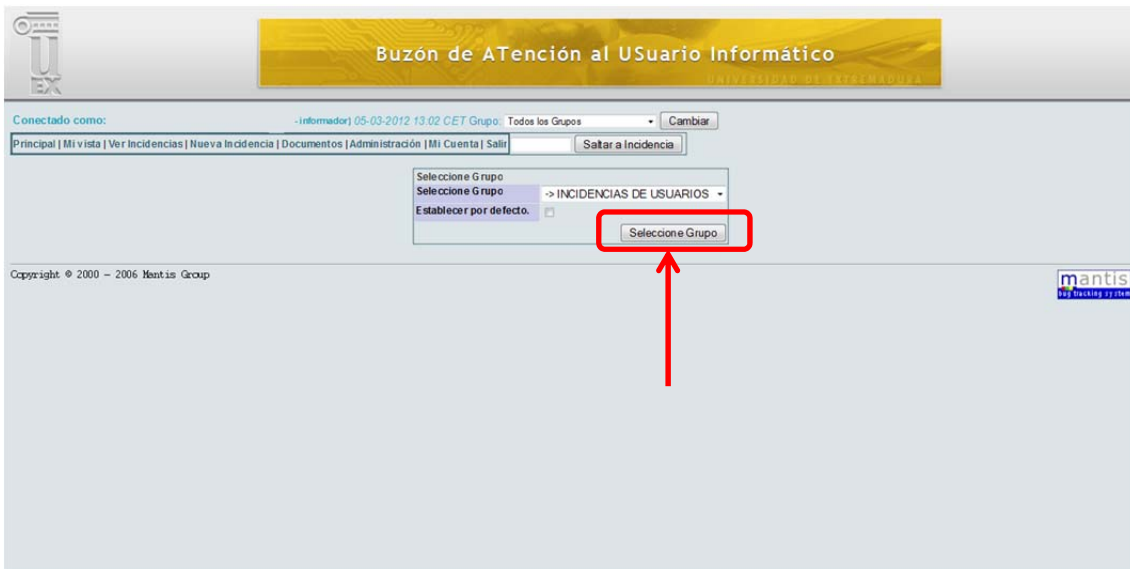 UEX
Buzón de ATención al USuario Informático
UNIVERSIDAD DE EXTREMADURA
Conectado como: - informador) 05-03-2012 13:02 CET Grupo: Todos los Grupos Cambiar
Principal | Mi vista | Ver Incidencias | Nueva Incidencia | Documentos | Administración | Mi Cuenta | Salir Saltar a Incidencia
Seleccione Grupo
Seleccione Grupo -> INCIDENCIAS DE USUARIOS
Establecer por defecto.
Seleccione Grupo
Copyright © 2000 - 2006 Mantis Group
mantis
bug tracking system